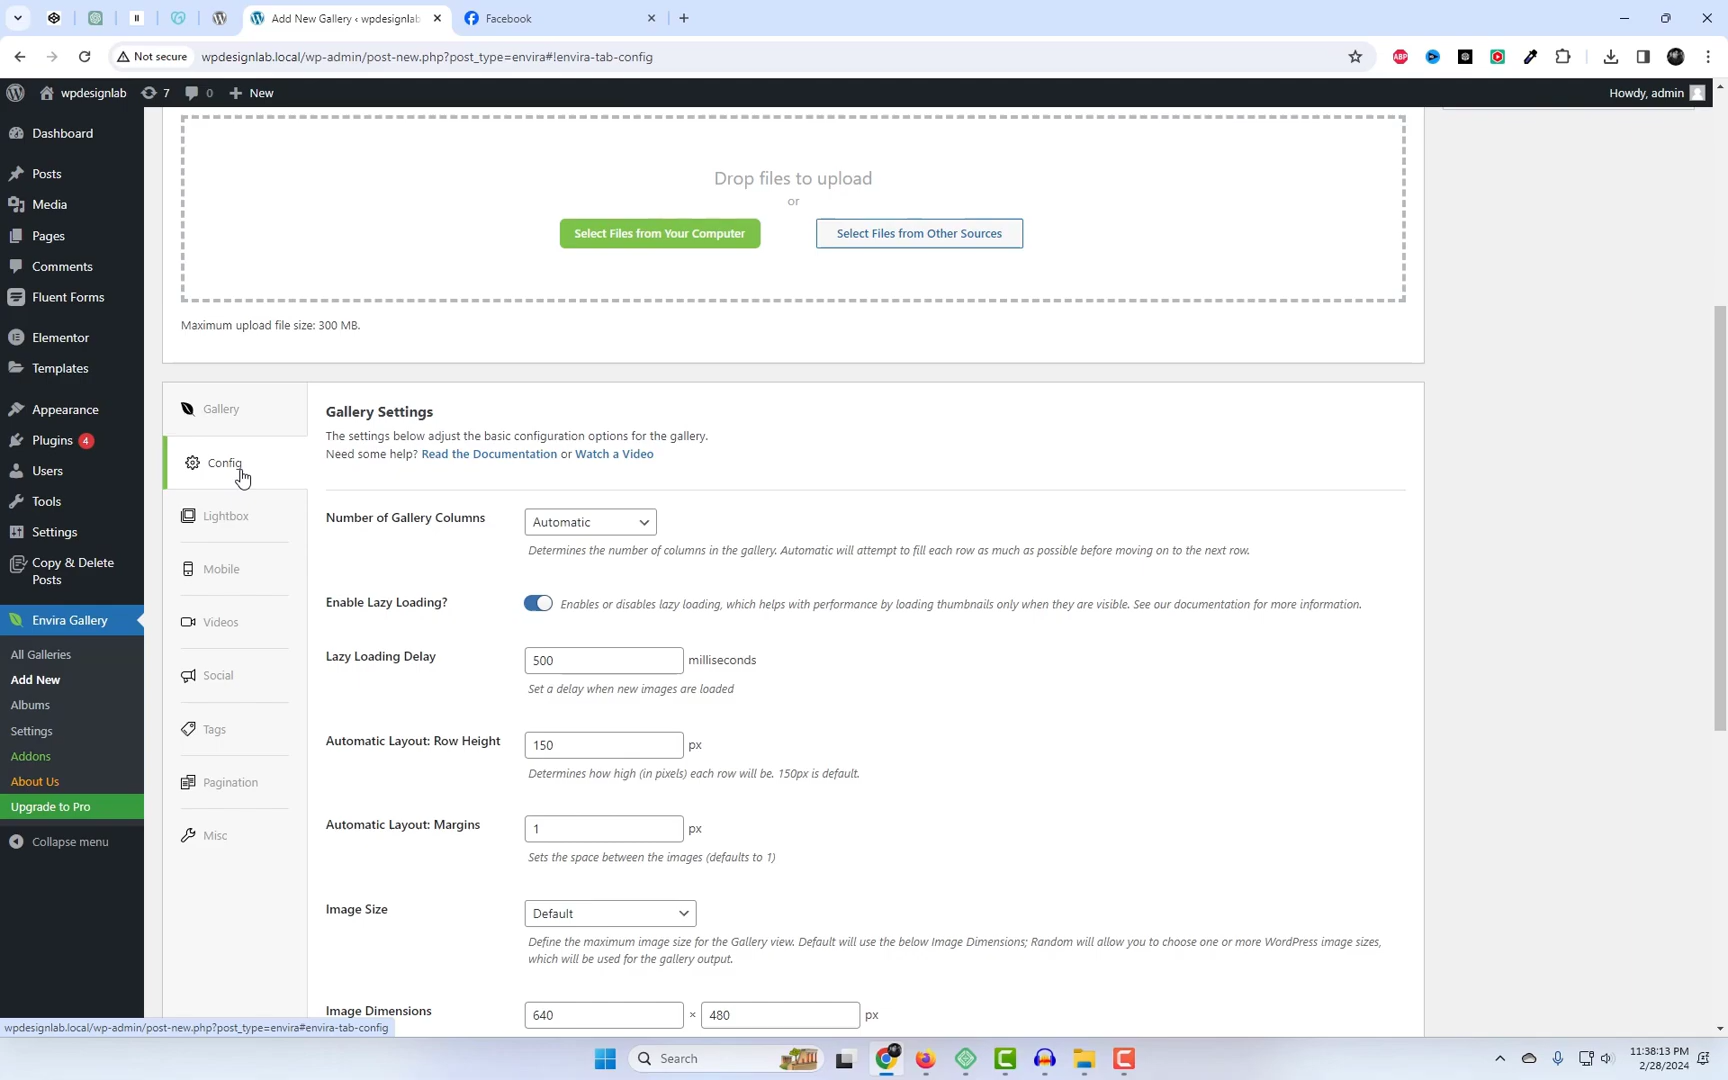 Add New Gallery ‹ wpdesignlab
Facebook
Not secure
wpdesignlab.local/wp-admin/post-new.php?post_type=envira#!envira-tab-config
ABP
wpdesignlab
7
0
New
Howdy, admin
Dashboard
Posts
Media
Pages
Comments
Fluent Forms
Elementor
Templates
Appearance
Plugins 4
Users
Tools
Settings
Copy & Delete
Posts
Envira Gallery
All Galleries
Add New
Albums
Settings
Addons
About Us
Upgrade to Pro
Collapse menu
Drop files to upload
or
Select Files from Your Computer
Select Files from Other Sources
Maximum upload file size: 300 MB.
Gallery
Config
Lightbox
Mobile
Videos
Social
Tags
Pagination
Misc
Gallery Settings
The settings below adjust the basic configuration options for the gallery.
Need some help? Read the Documentation or Watch a Video
Number of Gallery Columns
Automatic
Determines the number of columns in the gallery. Automatic will attempt to fill each row as much as possible before moving on to the next row.
Enable Lazy Loading?
Enables or disables lazy loading, which helps with performance by loading thumbnails only when they are visible. See our documentation for more information.
Lazy Loading Delay
500 milliseconds
Set a delay when new images are loaded
Automatic Layout: Row Height
150 px
Determines how high (in pixels) each row will be. 150px is default.
Automatic Layout: Margins
1 px
Sets the space between the images (defaults to 1)
Image Size
Default
Define the maximum image size for the Gallery view. Default will use the below Image Dimensions; Random will allow you to choose one or more WordPress image sizes,
which will be used for the gallery output.
Image Dimensions
640 × 480 px
wpdesignlab.local/wp-admin/post-new.php?post_type=envira#envira-tab-config
Search
11:38:13 PM
2/28/2024